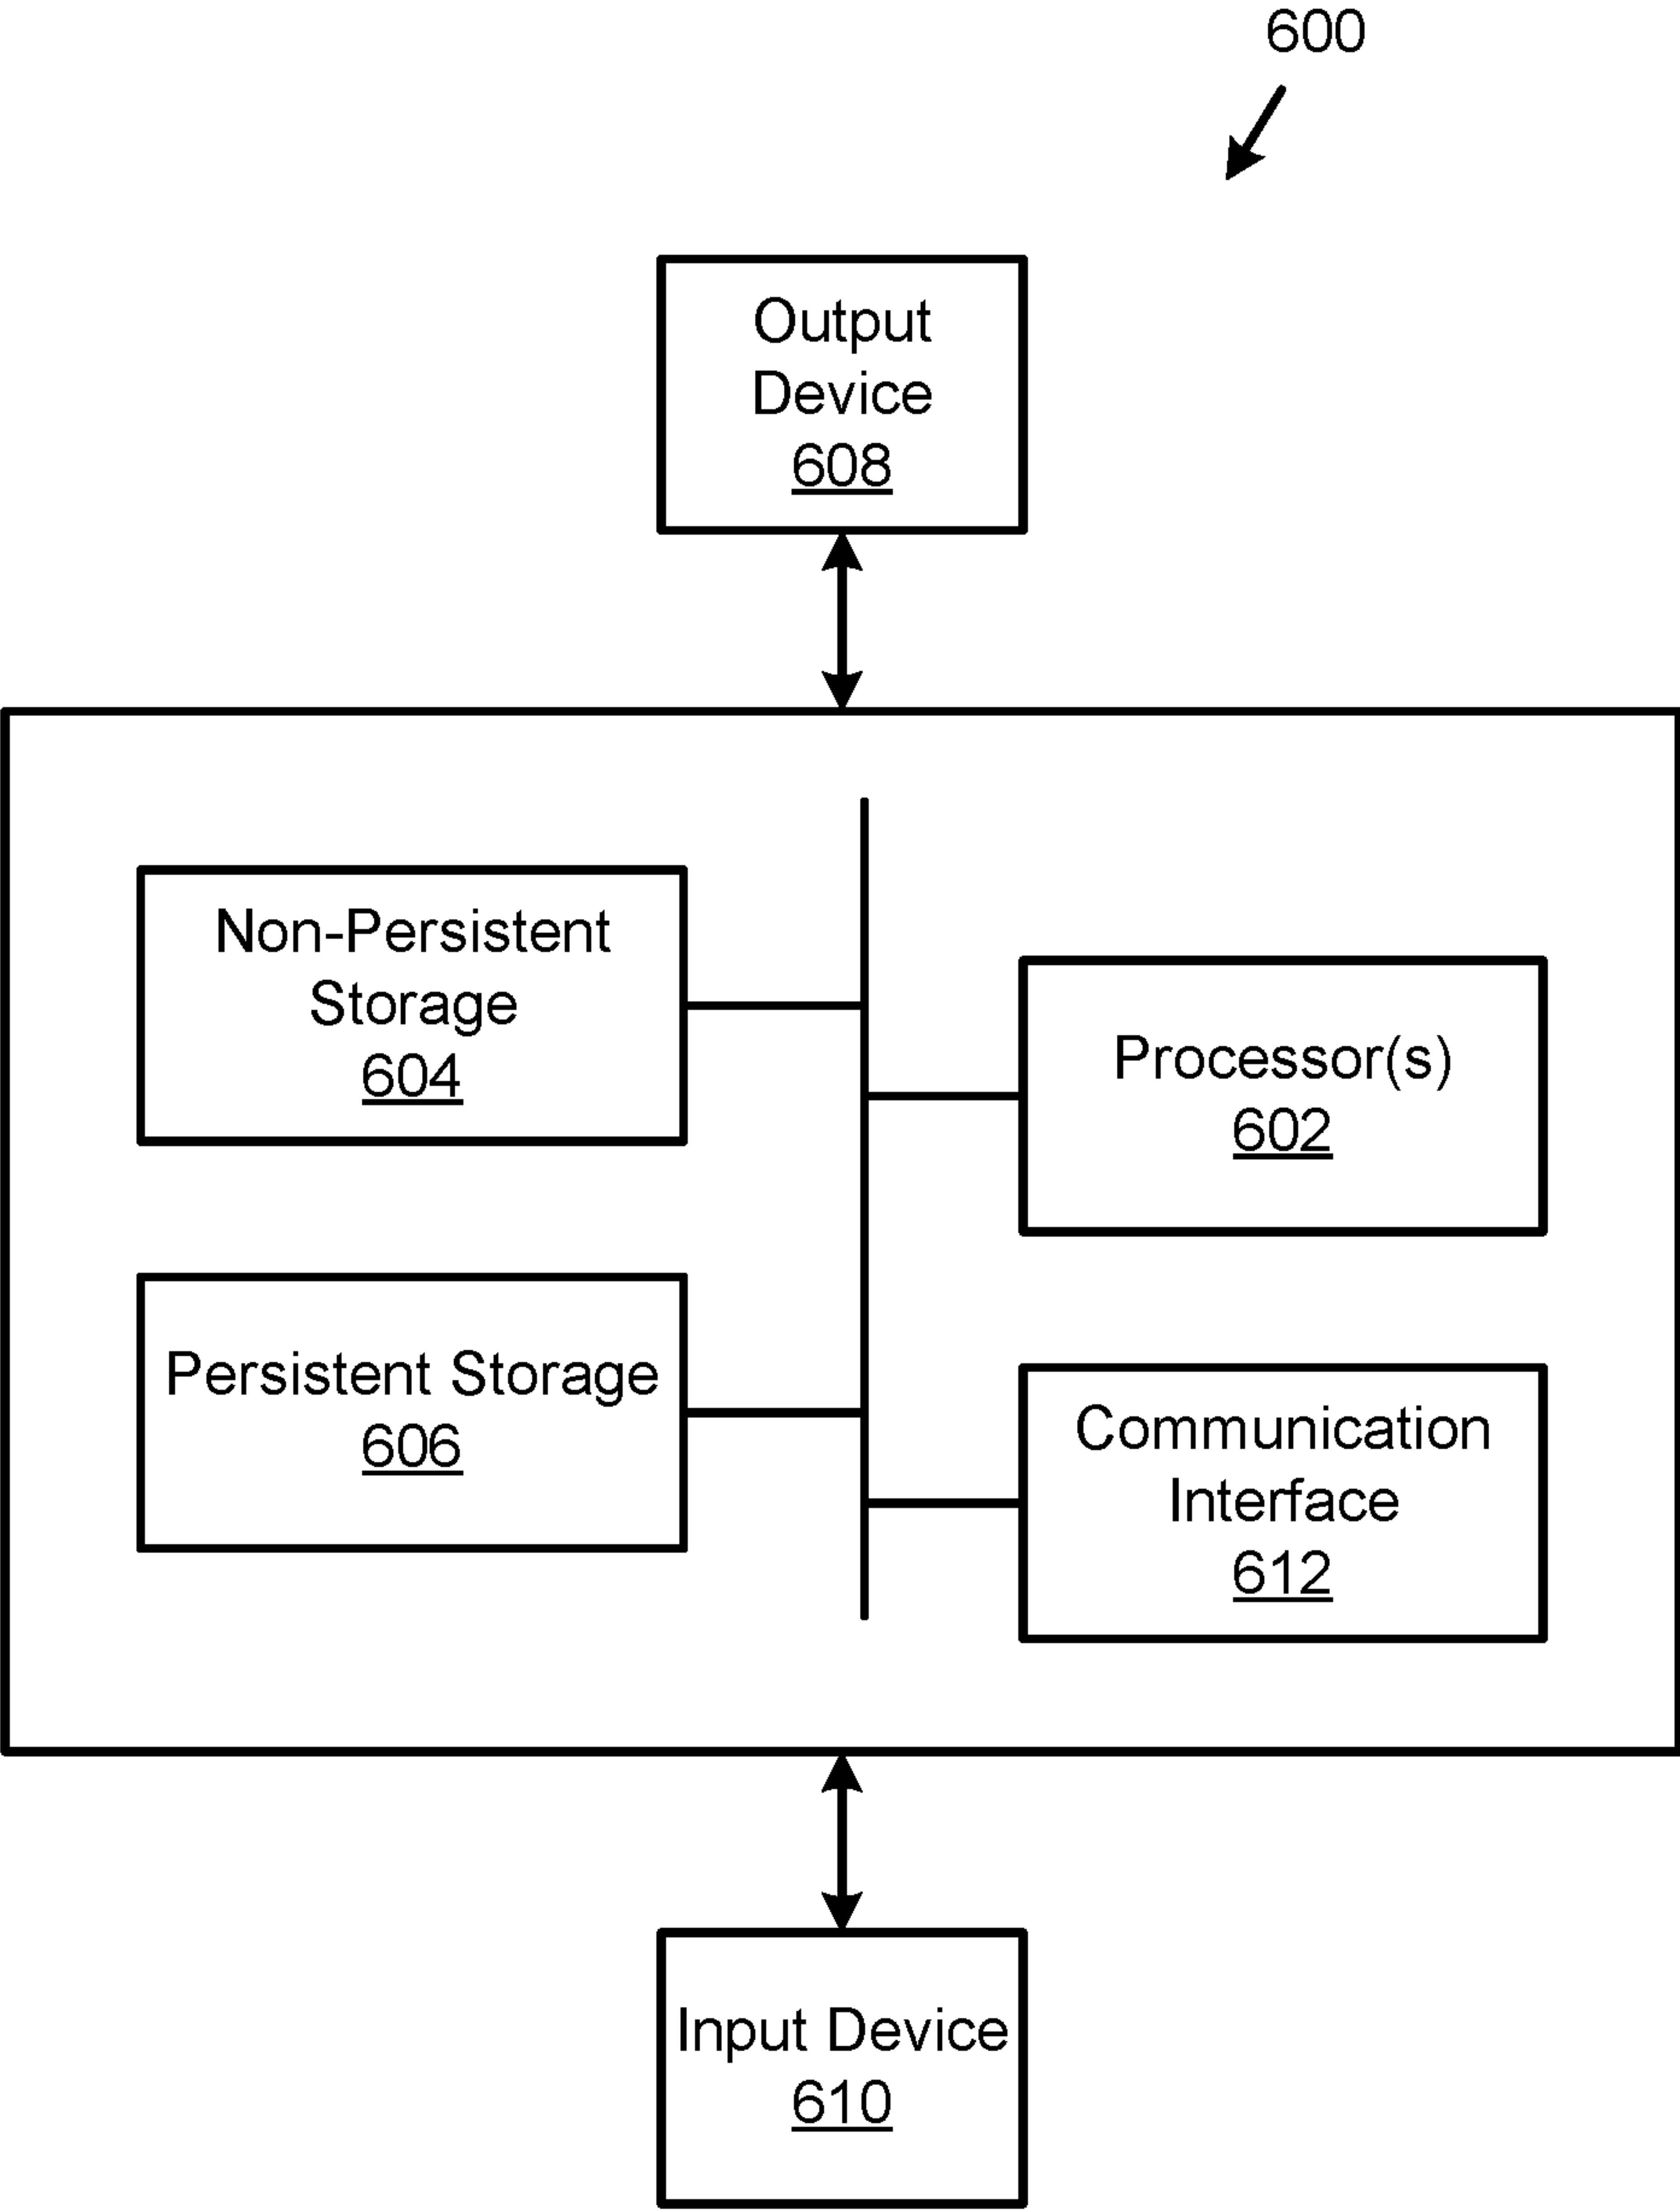 600
Output
Device
608
Non-Persistent
Storage
604
Processor(s)
602
Persistent Storage
606
Communication
Interface
612
Input Device
610